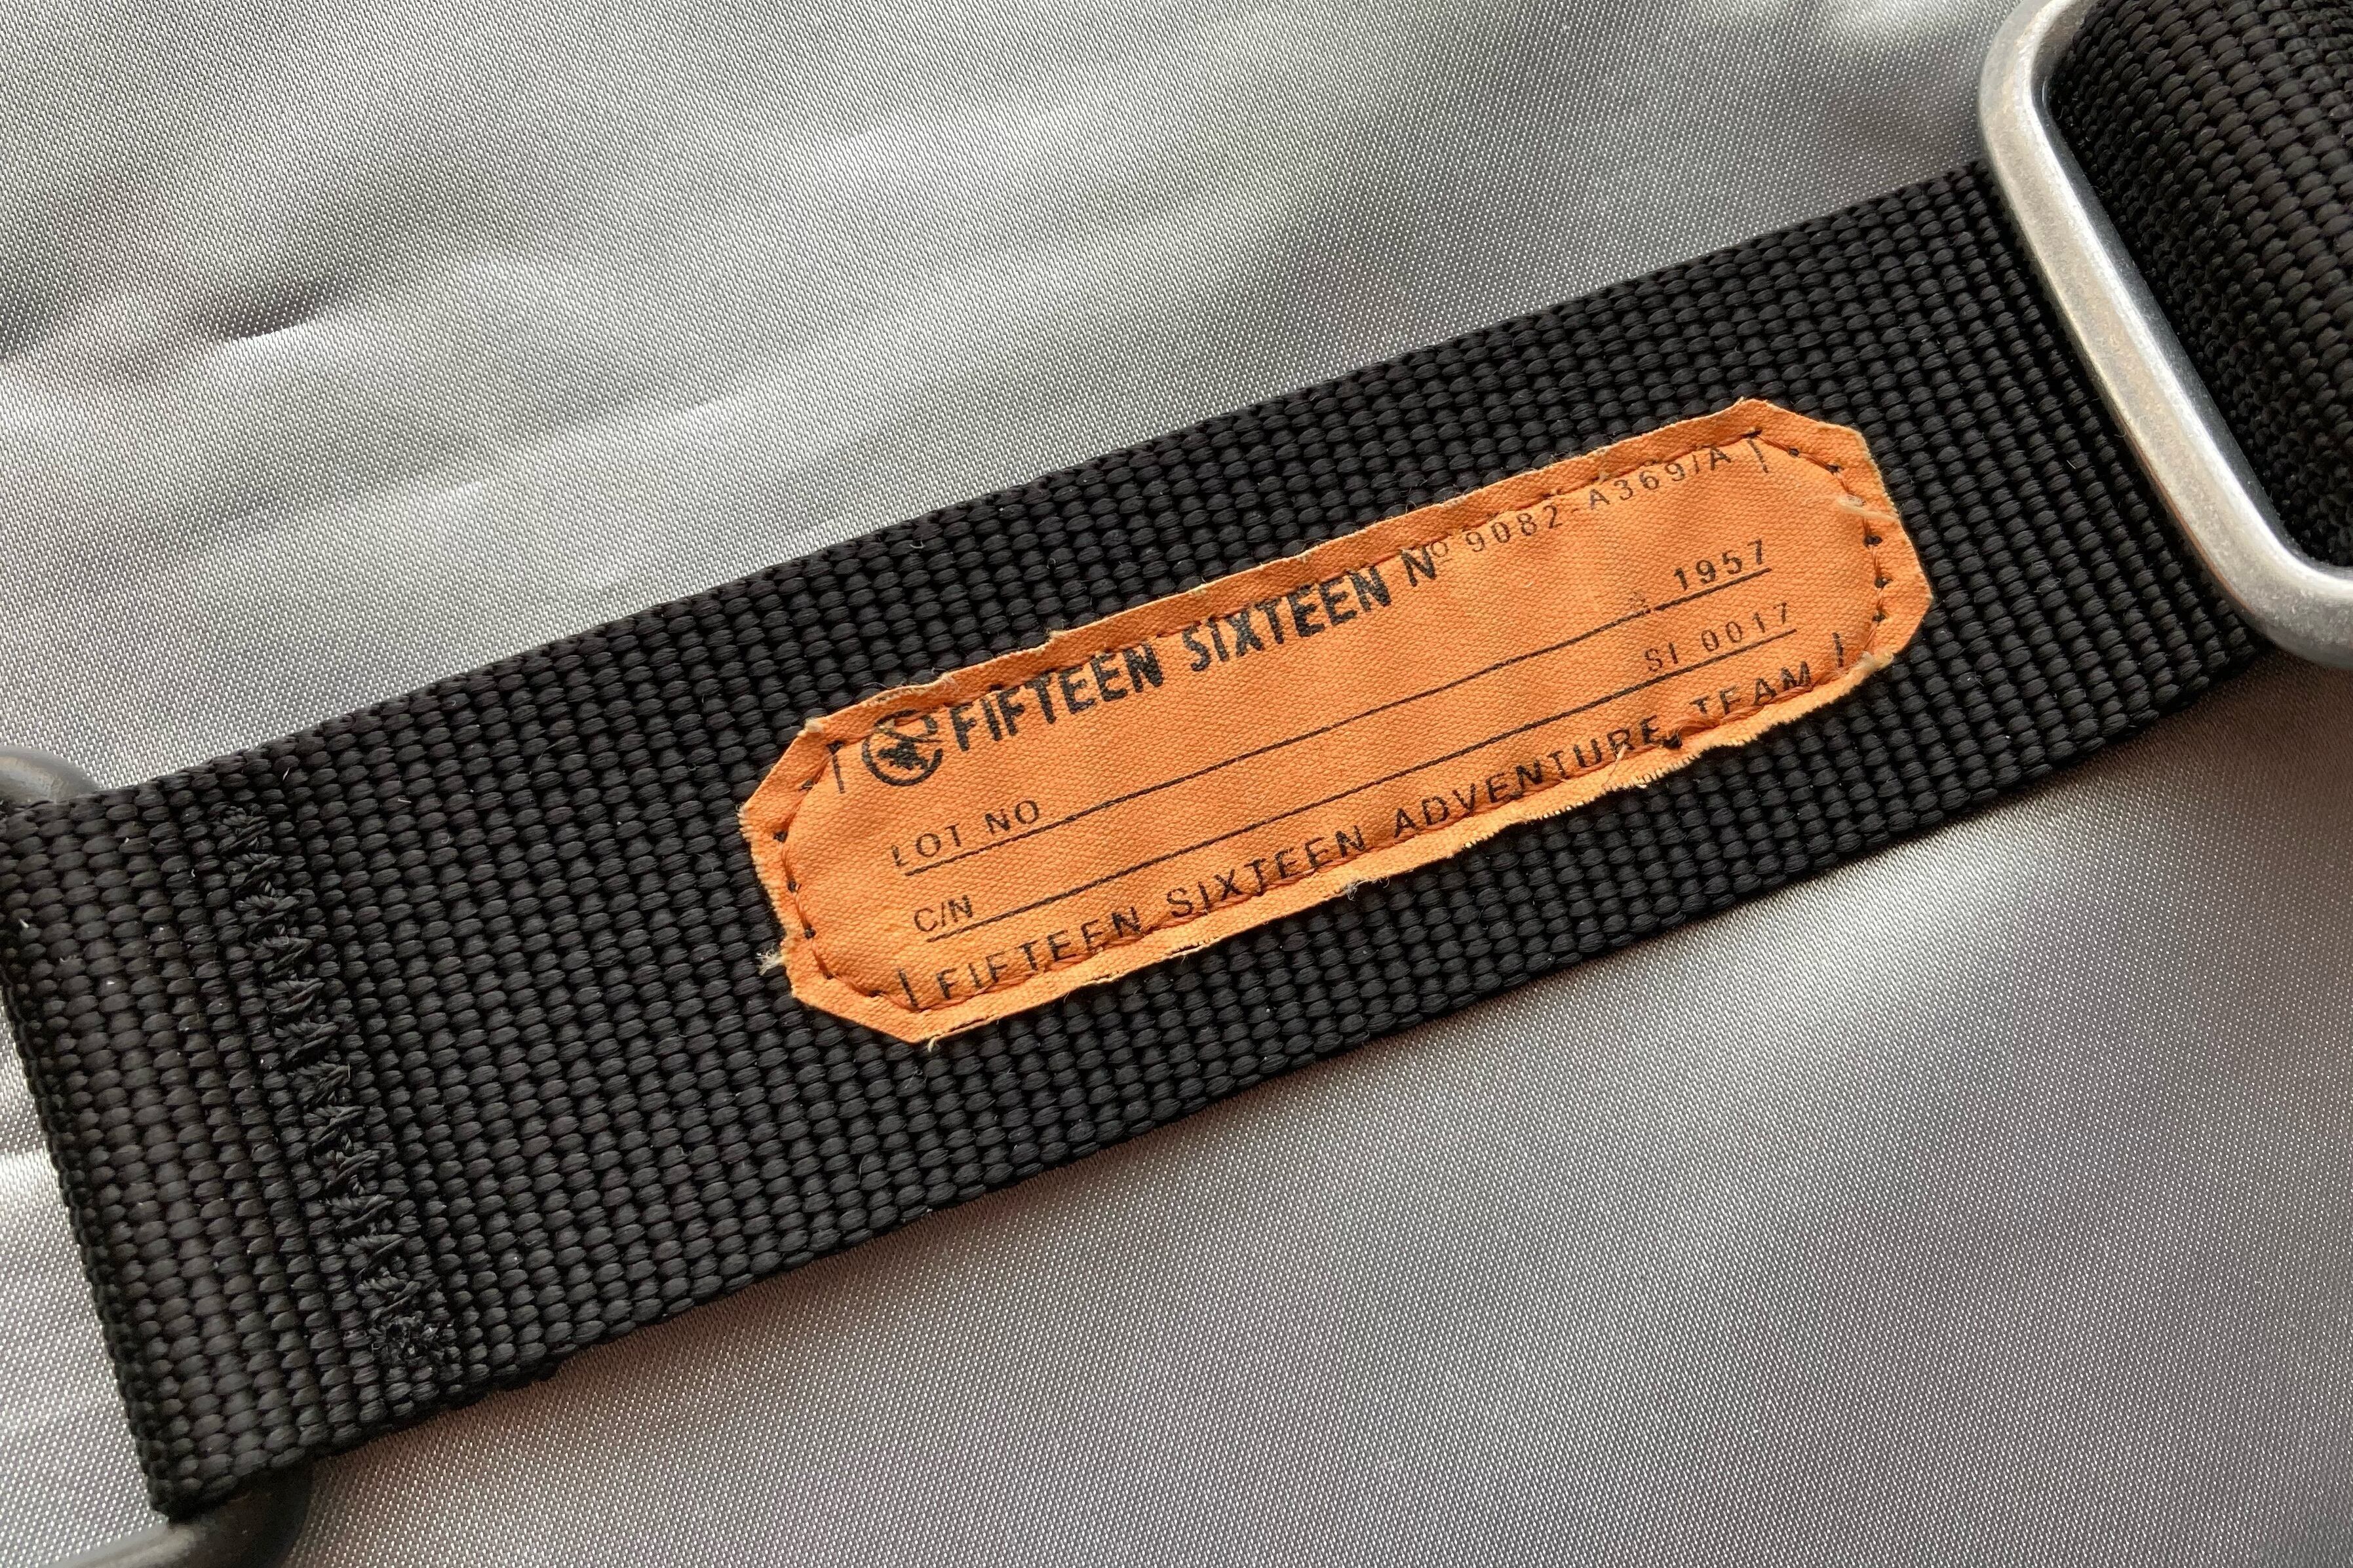 FIFTEEN SIXTEEN Nº 9082-A369/A
LOT NO 1957
C/N SI 0017
FIFTEEN SIXTEEN ADVENTURE TEAM